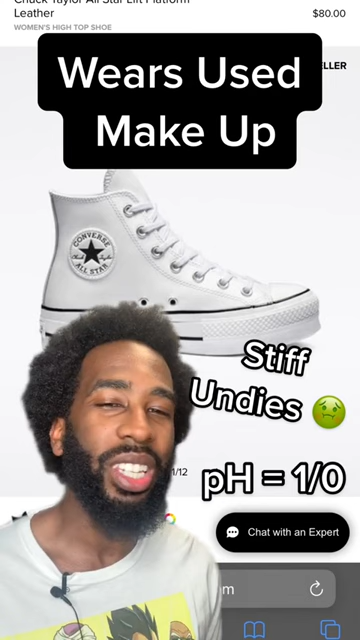 Chuck Taylor All Star Lift Platform
Leather
$80.00
WOMEN'S HIGH TOP SHOE
Wears Used
Make Up
CONVERSE
ALL STAR
Stiff
Undies 🤢
1/12
pH = 1/0
Chat with an Expert